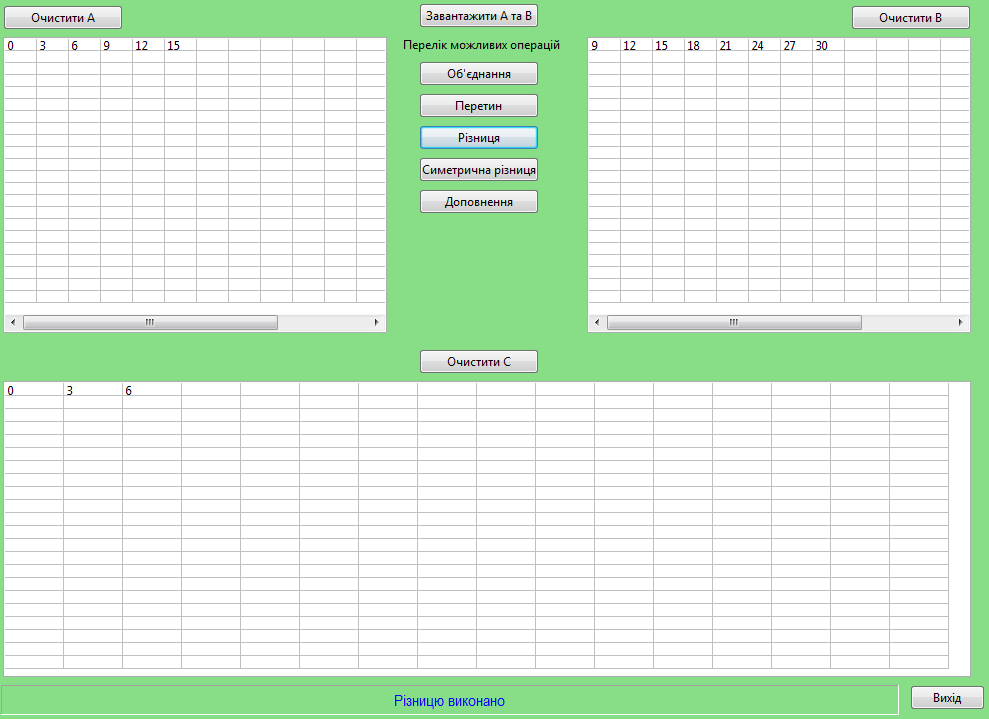 Очистити А
Завантажити А та В
Очистити В
0 3 6 9 12 15
Перелік можливих операцій
9 12 15 18 21 24 27 30
Об'єднання
Перетин
Різниця
Симетрична різниця
Доповнення
Очистити С
0 3 6
Різницю виконано
Вихід